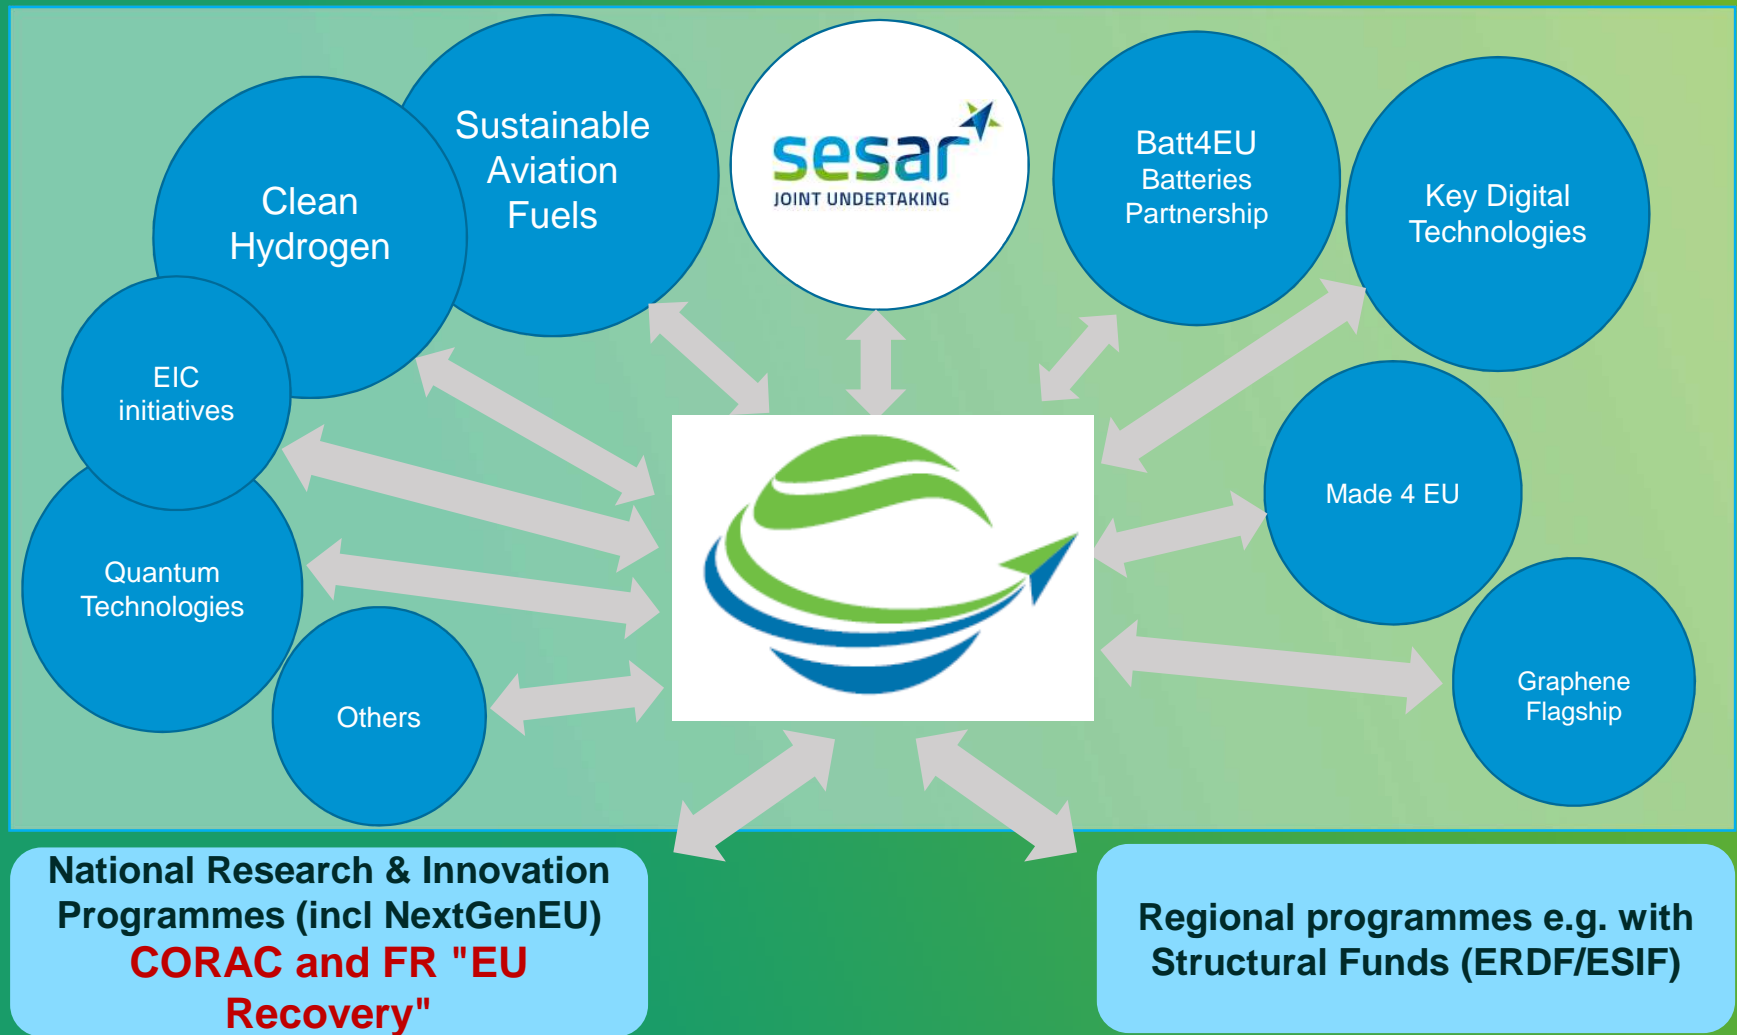 Sustainable
Aviation
Fuels
sesar
JOINT UNDERTAKING
Batt4EU
Batteries
Partnership
Key Digital
Technologies
Clean
Hydrogen
EIC
initiatives
Made 4 EU
Quantum
Technologies
Graphene
Flagship
Others
National Research & Innovation
Programmes (incl NextGenEU)
CORAC and FR "EU
Recovery"
Regional programmes e.g. with
Structural Funds (ERDF/ESIF)